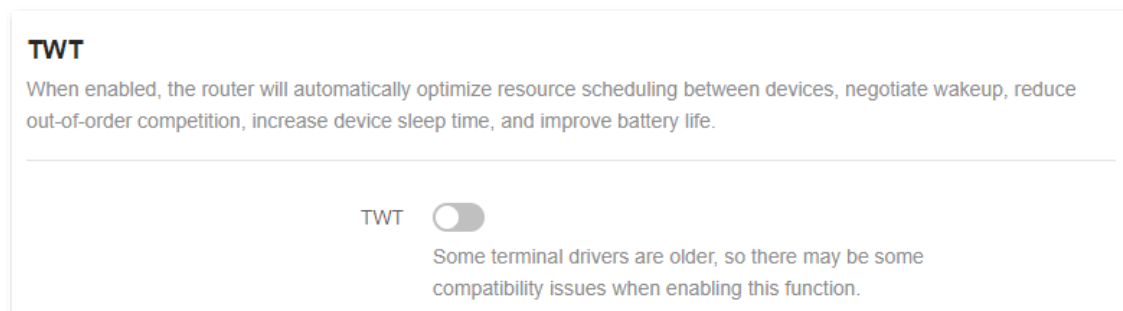 TWT
When enabled, the router will automatically optimize resource scheduling between devices, negotiate wakeup, reduce
out-of-order competition, increase device sleep time, and improve battery life.
TWT
Some terminal drivers are older, so there may be some
compatibility issues when enabling this function.